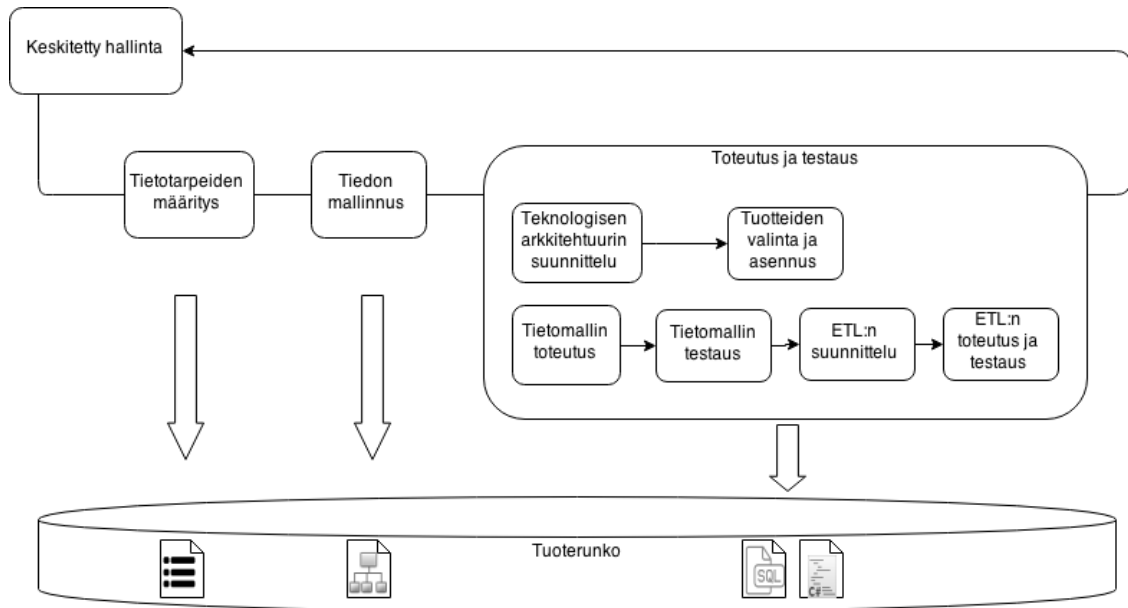 Keskitetty hallinta
Tietotarpeiden
määritys
Tiedon
mallinnus
Toteutus ja testaus
Teknologisen
arkkitehtuurin
suunnittelu
Tuotteiden
valinta ja
asennus
Tietomallin
toteutus
Tietomallin
testaus
ETL:n
suunnittelu
ETL:n
toteutus ja
testaus
Tuoterunko
SQL
C#